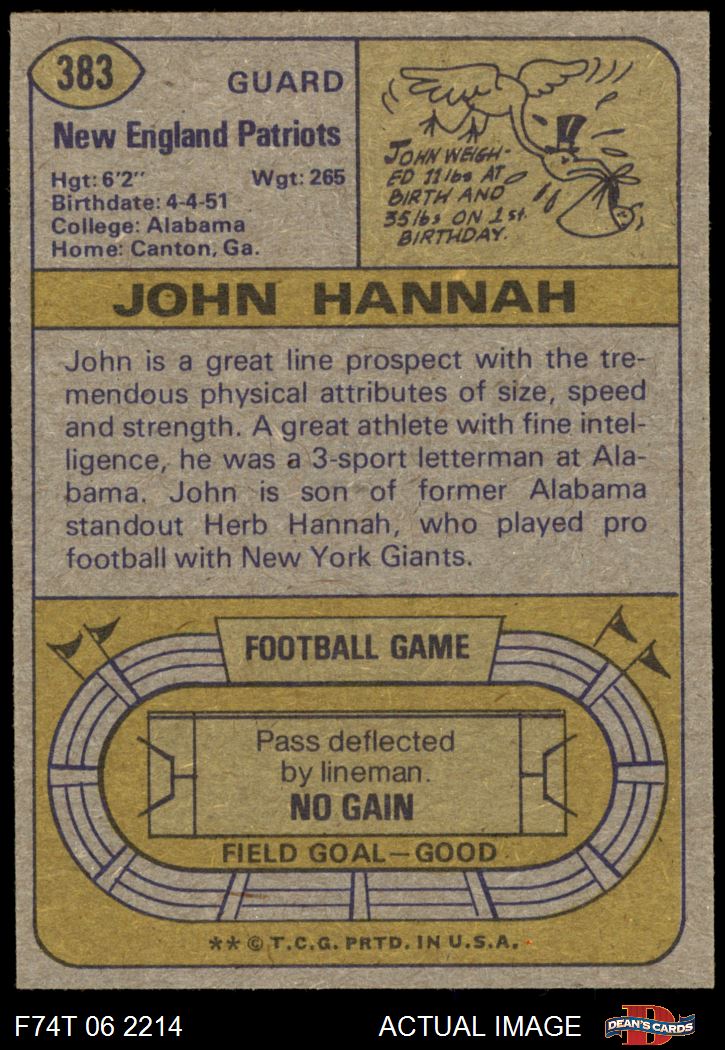 383
GUARD
New England Patriots
Hgt: 6'2" Wgt: 265
Birthdate: 4-4-51
College: Alabama
Home: Canton, Ga.
JOHN WEIGH-
ED 11 lbs AT
BIRTH AND
35 lbs ON 1st
BIRTHDAY.
JOHN HANNAH
John is a great line prospect with the tre-
mendous physical attributes of size, speed
and strength. A great athlete with fine intel-
ligence, he was a 3-sport letterman at Ala-
bama. John is son of former Alabama
standout Herb Hannah, who played pro
football with New York Giants.
FOOTBALL GAME
Pass deflected
by lineman.
NO GAIN
FIELD GOAL—GOOD
** © T.C.G. PRTD. IN U.S.A.
F74T 06 2214 ACTUAL IMAGE
DEAN'S CARDS